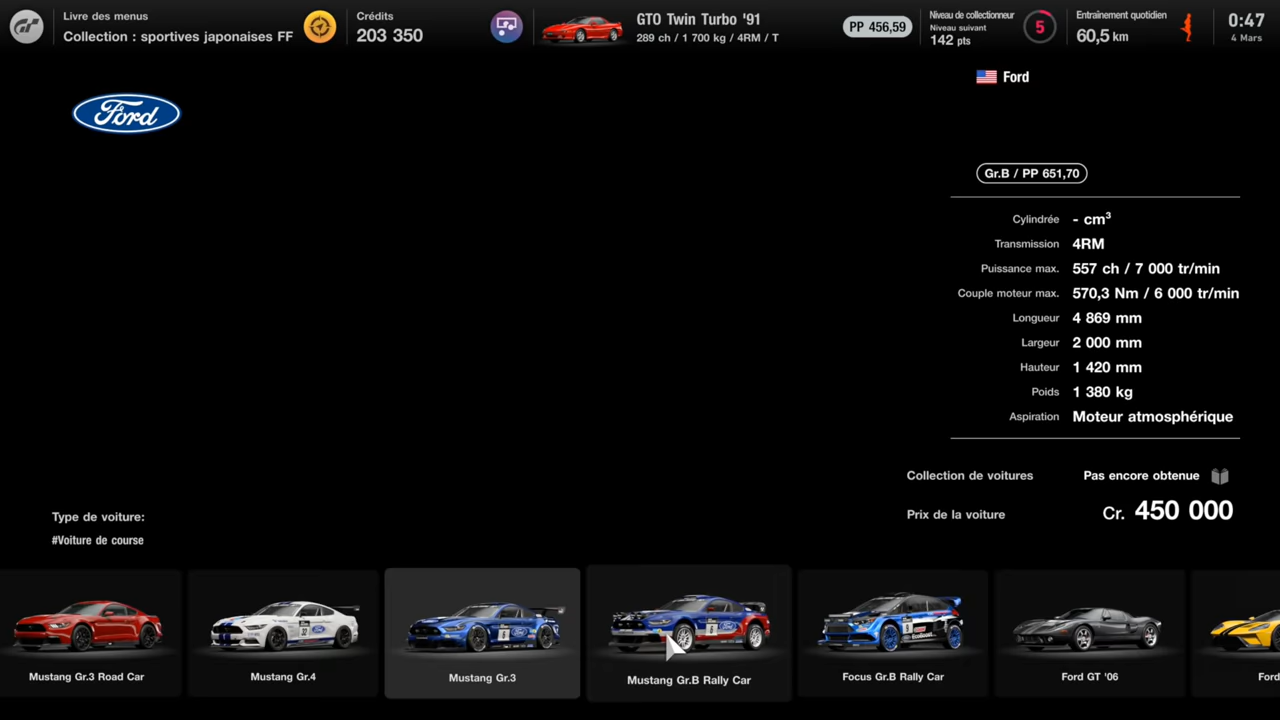 Livre des menus
Collection : sportives japonaises FF
Crédits
203 350
GTO Twin Turbo '91
289 ch / 1 700 kg / 4RM / T
PP 456,59
Niveau de collectionneur
Niveau suivant
142 pts
5
Entraînement quotidien
60,5 km
0:47
4 Mars
Ford
Ford
Gr.B / PP 651,70
Cylindrée - cm³
Transmission 4RM
Puissance max. 557 ch / 7 000 tr/min
Couple moteur max. 570,3 Nm / 6 000 tr/min
Longueur 4 869 mm
Largeur 2 000 mm
Hauteur 1 420 mm
Poids 1 380 kg
Aspiration Moteur atmosphérique
Collection de voitures Pas encore obtenue
Prix de la voiture Cr. 450 000
Type de voiture:
#Voiture de course
Mustang Gr.3 Road Car
Mustang Gr.4
Mustang Gr.3
Mustang Gr.B Rally Car
Focus Gr.B Rally Car
Ford GT '06
Ford